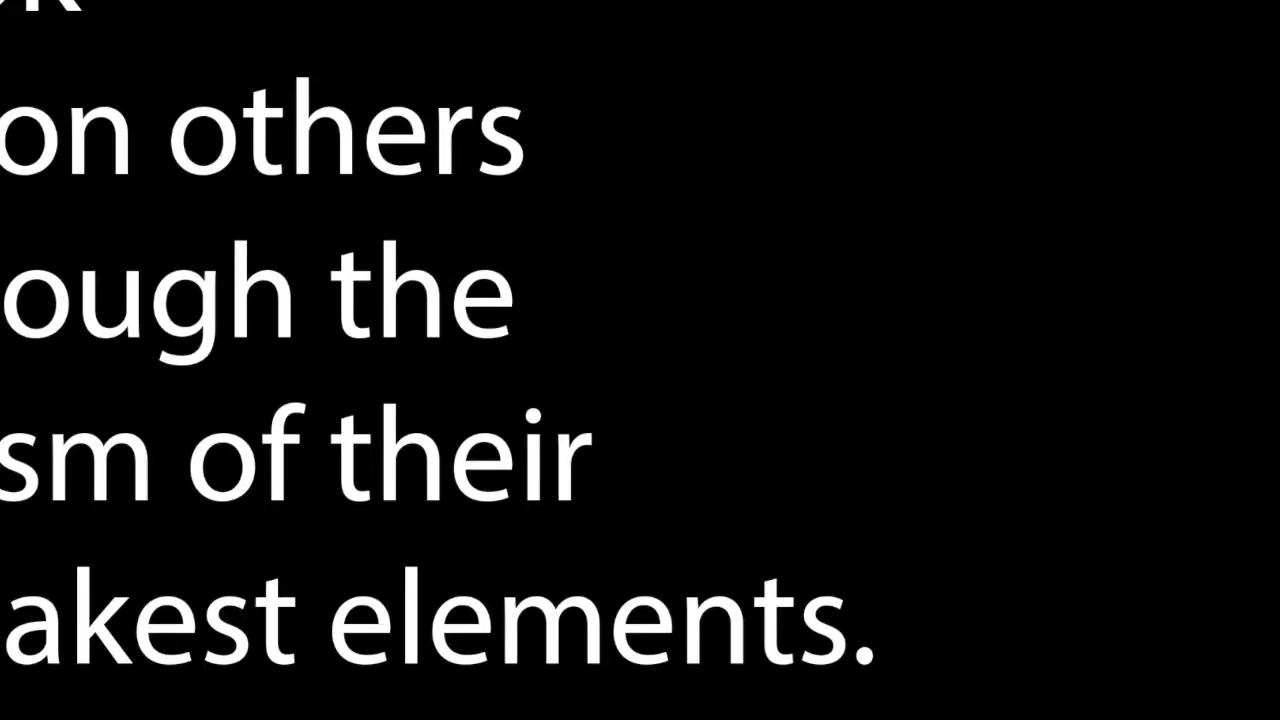 on others
ough the
sm of their
akest elements.